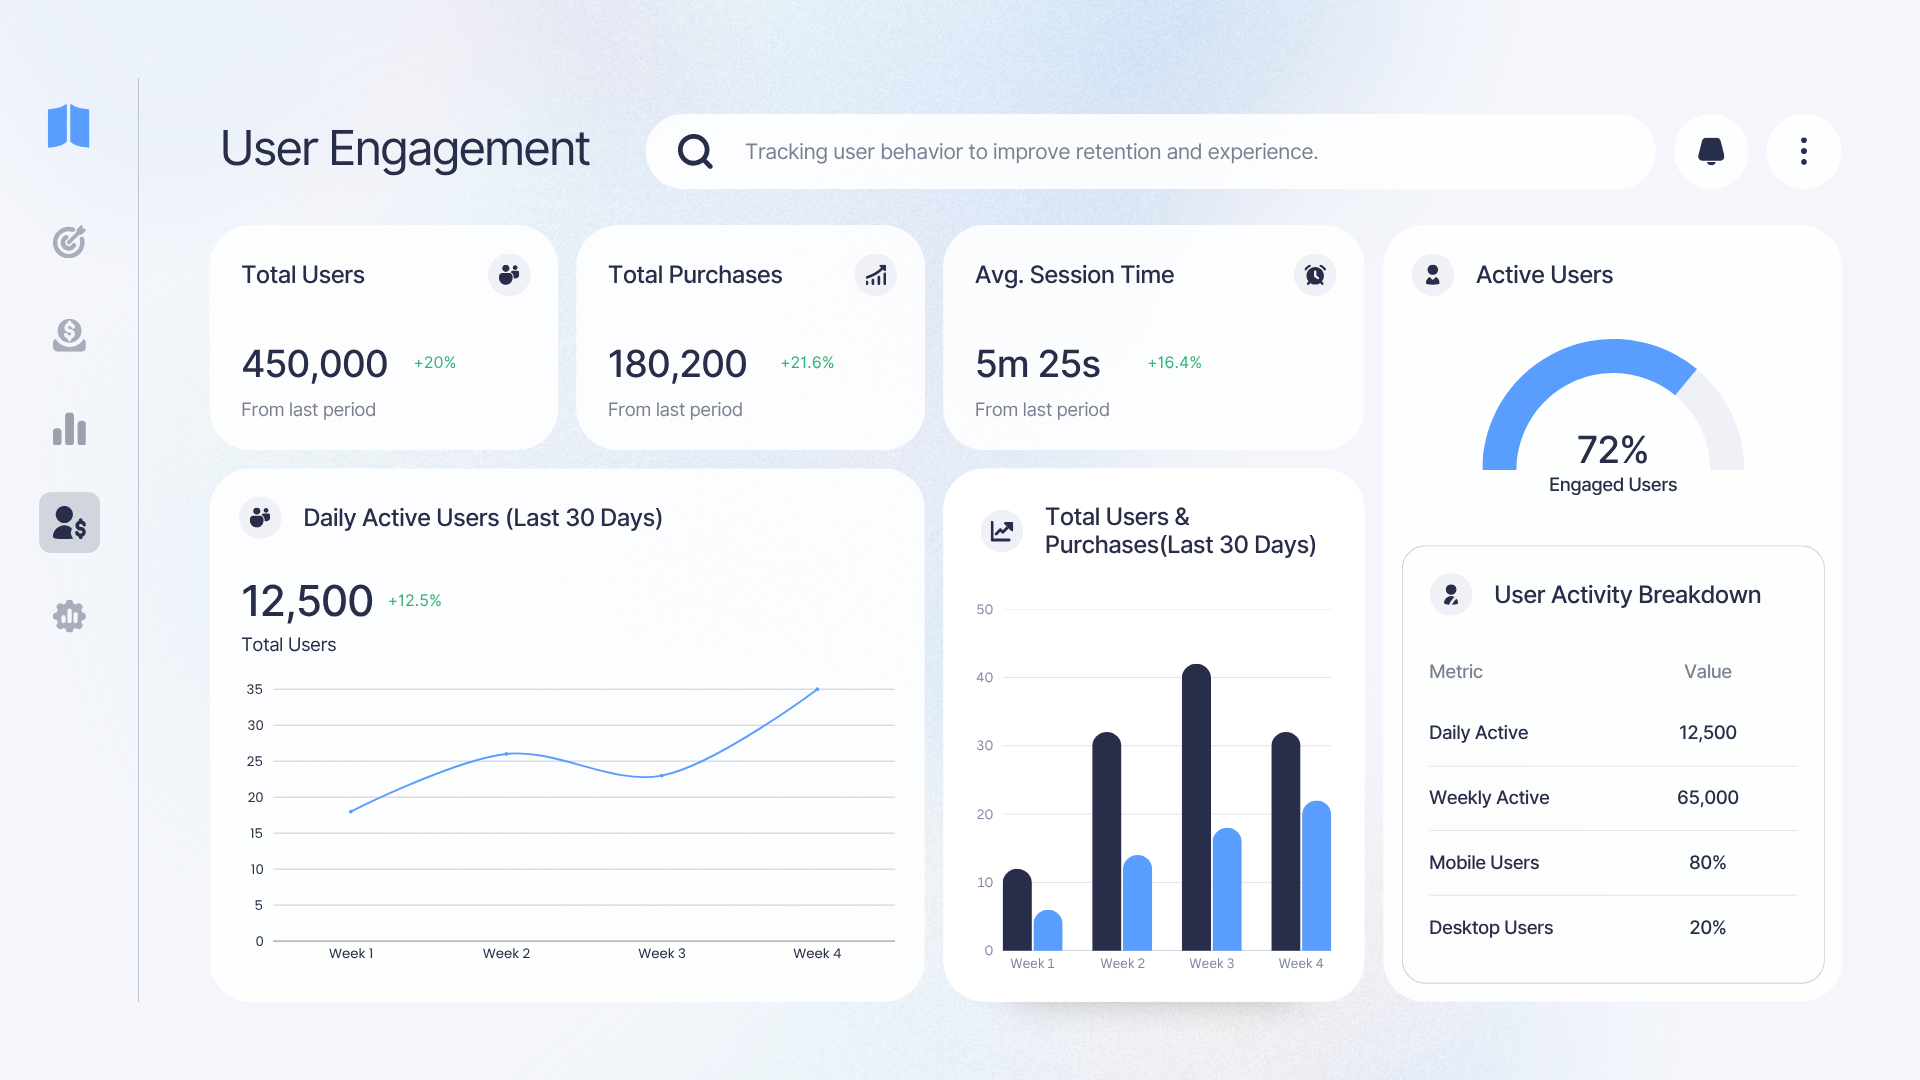 User Engagement
Tracking user behavior to improve retention and experience.
Total Users
450,000 +20%
From last period
Total Purchases
180,200 +21.6%
From last period
Avg. Session Time
5m 25s +16.4%
From last period
Active Users
72%
Engaged Users
Daily Active Users (Last 30 Days)
12,500 +12.5%
Total Users
35
30
25
20
15
10
5
0
Week 1 Week 2 Week 3 Week 4
Total Users &
Purchases(Last 30 Days)
50
40
30
20
10
0
Week 1 Week 2 Week 3 Week 4
User Activity Breakdown
Metric Value
Daily Active 12,500
Weekly Active 65,000
Mobile Users 80%
Desktop Users 20%